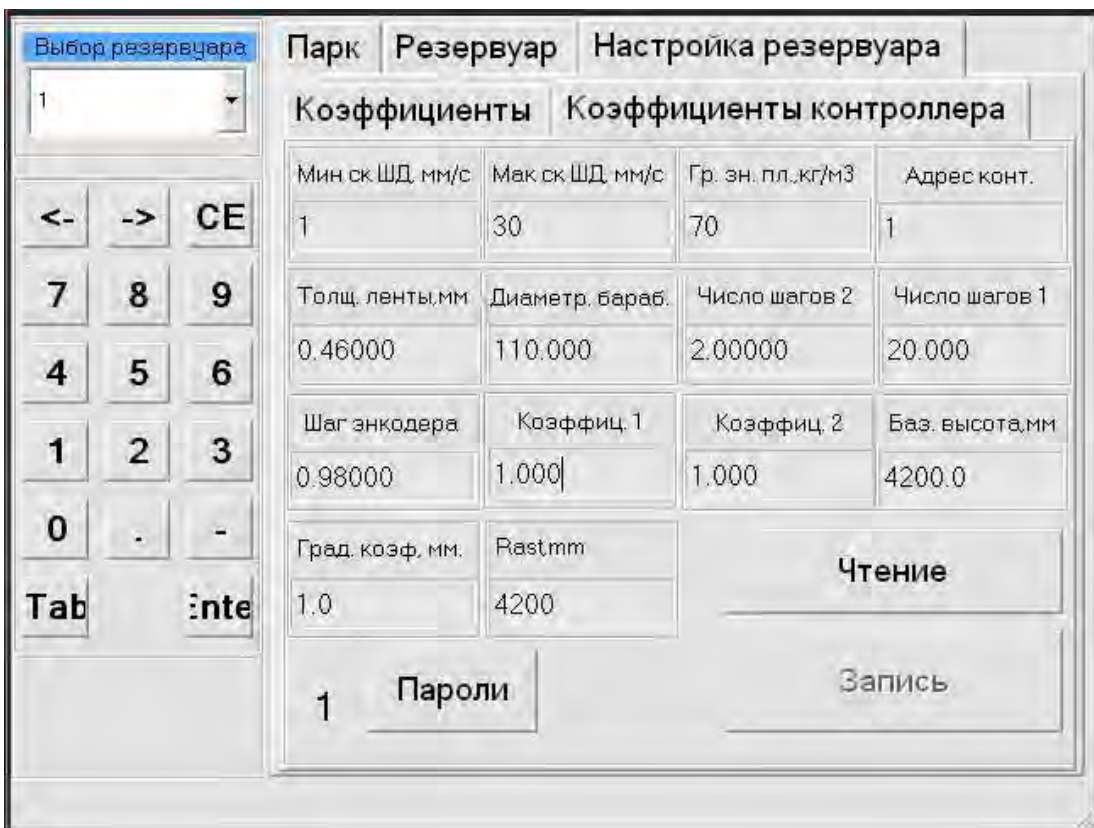 Выбор резервуара
1
Парк Резервуар Настройка резервуара
Коэффициенты Коэффициенты контроллера
<- -> CE
7 8 9
4 5 6
1 2 3
0 . -
Tab Ente
Мин ск ШД, мм/с Мак ск ШД, мм/с Гр. зн. пл.,кг/м3 Адрес конт.
1 30 70 1
Толщ. ленты,мм Диаметр. бараб. Число шагов 2 Число шагов 1
0.46000 110.000 2.00000 20.000
Шаг энкодера Коэффиц. 1 Коэффиц. 2 Баз. высота,мм
0.98000 1.000 1.000 4200.0
Град. коэф, мм. Rast,mm
1.0 4200
Чтение
Запись
1 Пароли